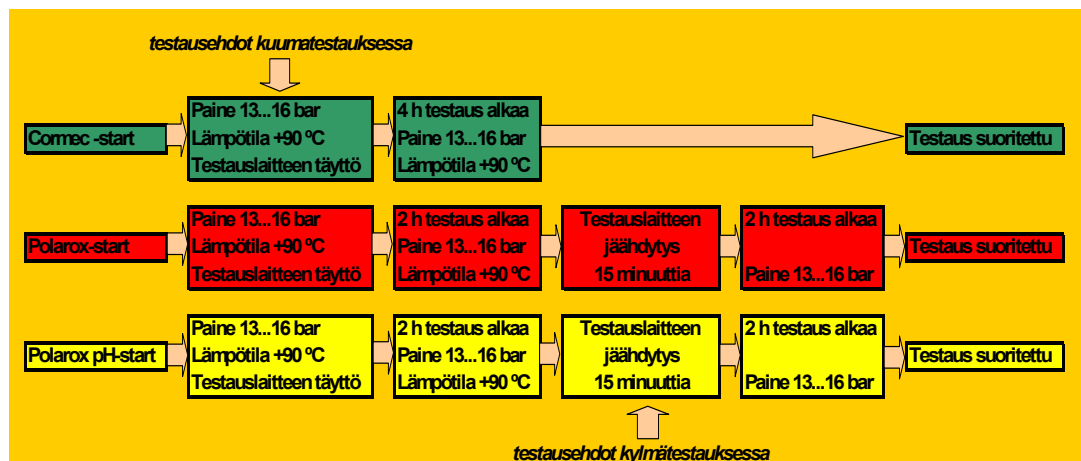 testausehdot kuumatestauksessa
Cormec -start
Paine 13...16 bar
Lämpötila +90 ºC
Testauslaitteen täyttö
4 h testaus alkaa
Paine 13...16 bar
Lämpötila +90 ºC
Testaus suoritettu
Polarox-start
Paine 13...16 bar
Lämpötila +90 ºC
Testauslaitteen täyttö
2 h testaus alkaa
Paine 13...16 bar
Lämpötila +90 ºC
Testauslaitteen
jäähdytys
15 minuuttia
2 h testaus alkaa
Paine 13...16 bar
Testaus suoritettu
Polarox pH-start
Paine 13...16 bar
Lämpötila +90 ºC
Testauslaitteen täyttö
2 h testaus alkaa
Paine 13...16 bar
Lämpötila +90 ºC
Testauslaitteen
jäähdytys
15 minuuttia
2 h testaus alkaa
Paine 13...16 bar
Testaus suoritettu
testausehdot kylmätestauksessa